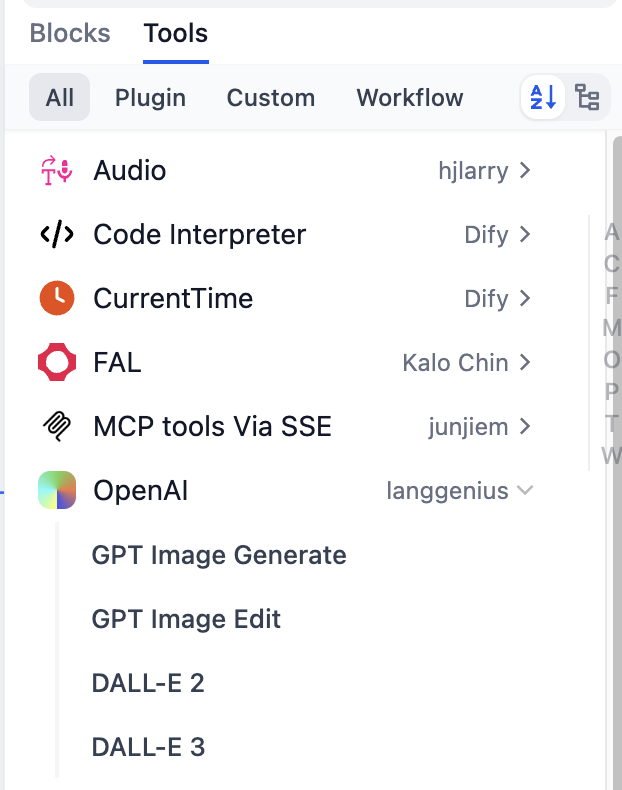 Blocks Tools
All Plugin Custom Workflow
Audio hjlarry
Code Interpreter Dify
CurrentTime Dify
FAL Kalo Chin
MCP tools Via SSE junjiem
OpenAI langgenius
GPT Image Generate
GPT Image Edit
DALL-E 2
DALL-E 3
A
C
F
M
O
P
T
W